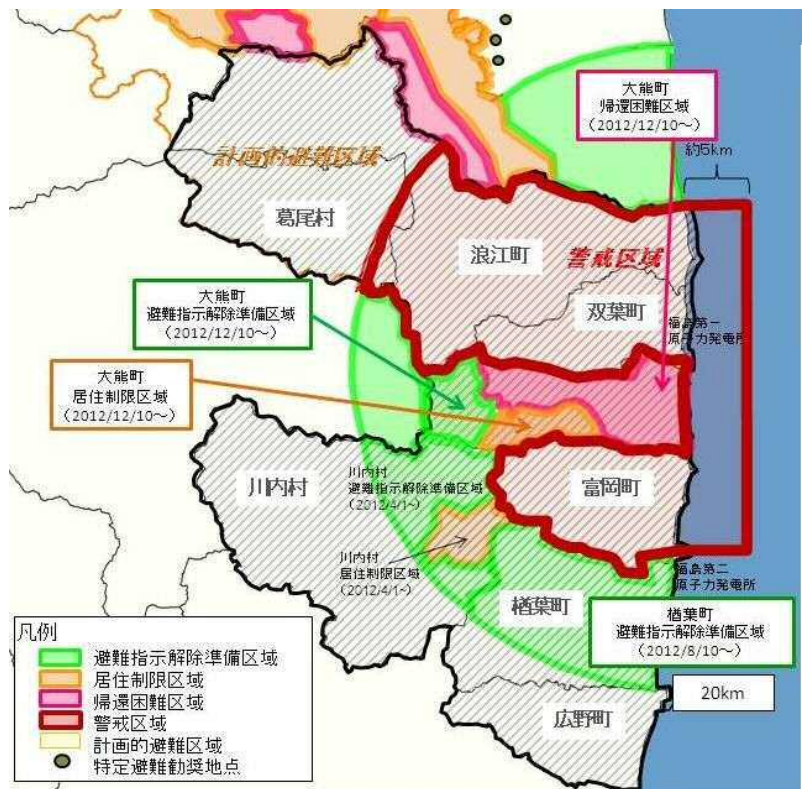 大熊町
帰還困難区域
（2012/12/10～）
約5km
計画的避難区域
葛尾村
浪江町
警戒区域
双葉町
大熊町
避難指示解除準備区域
（2012/12/10～）
福島第一
原子力発電所
大熊町
居住制限区域
（2012/12/10～）
川内村
川内村
避難指示解除準備区域
（2012/4/1～）
富岡町
川内村
居住制限区域
（2012/4/1～）
福島第二
原子力発電所
楢葉町
楢葉町
避難指示解除準備区域
（2012/8/10～）
20km
広野町
凡例
避難指示解除準備区域
居住制限区域
帰還困難区域
警戒区域
計画的避難区域
特定避難勧奨地点